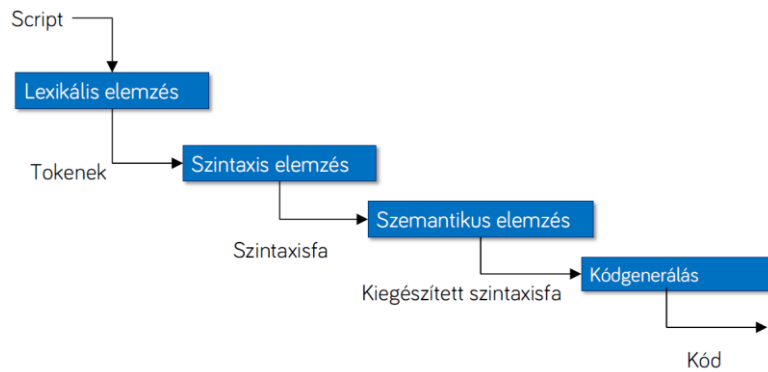 Script
Lexikális elemzés
Tokenek
Szintaxis elemzés
Szintaxisfa
Szemantikus elemzés
Kiegészített szintaxisfa
Kódgenerálás
Kód